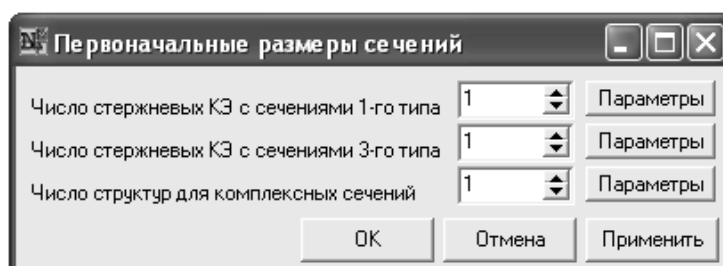 Первоначальные размеры сечений
Число стержневых КЭ с сечениями 1-го типа 1 Параметры
Число стержневых КЭ с сечениями 3-го типа 1 Параметры
Число структур для комплексных сечений 1 Параметры
ОК Отмена Применить